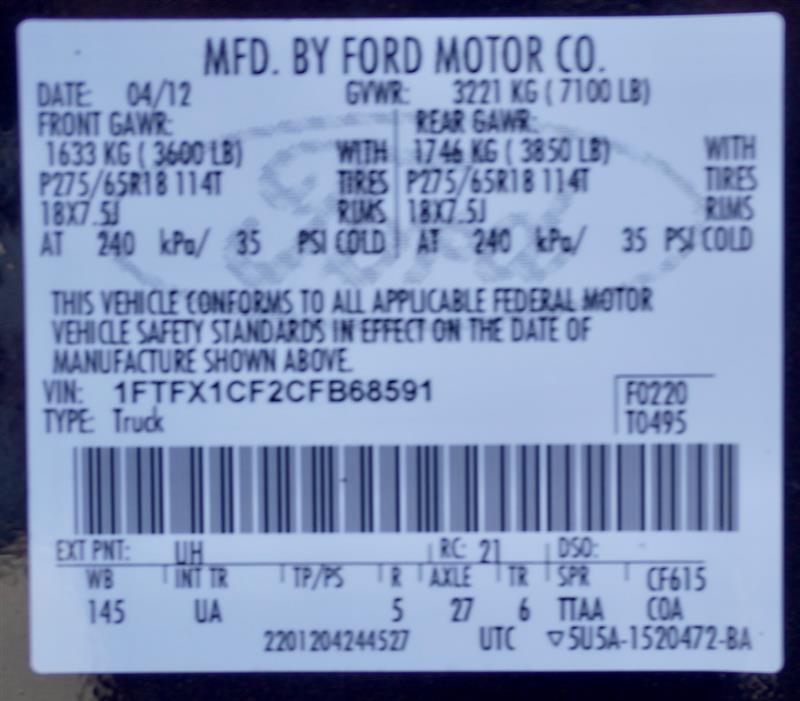 MFD. BY FORD MOTOR CO.
DATE: 04/12 GVWR: 3221 KG ( 7100 LB)
FRONT GAWR: REAR GAWR:
1633 KG ( 3600 LB) WITH 1746 KG ( 3850 LB) WITH
P275/65R18 114T TIRES P275/65R18 114T TIRES
18X7.5J RIMS 18X7.5J RIMS
AT 240 kPa/ 35 PSI COLD AT 240 kPa/ 35 PSI COLD
THIS VEHICLE CONFORMS TO ALL APPLICABLE FEDERAL MOTOR
VEHICLE SAFETY STANDARDS IN EFFECT ON THE DATE OF
MANUFACTURE SHOWN ABOVE.
VIN: 1FTFX1CF2CFB68591 F0220
TYPE: Truck T0495
EXT PNT: UH RC: 21 DSO:
WB INT TR TP/PS R AXLE TR SPR CF615
145 UA 5 27 6 TTAA COA
2201204244527 UTC ▽5U5A-1520472-BA